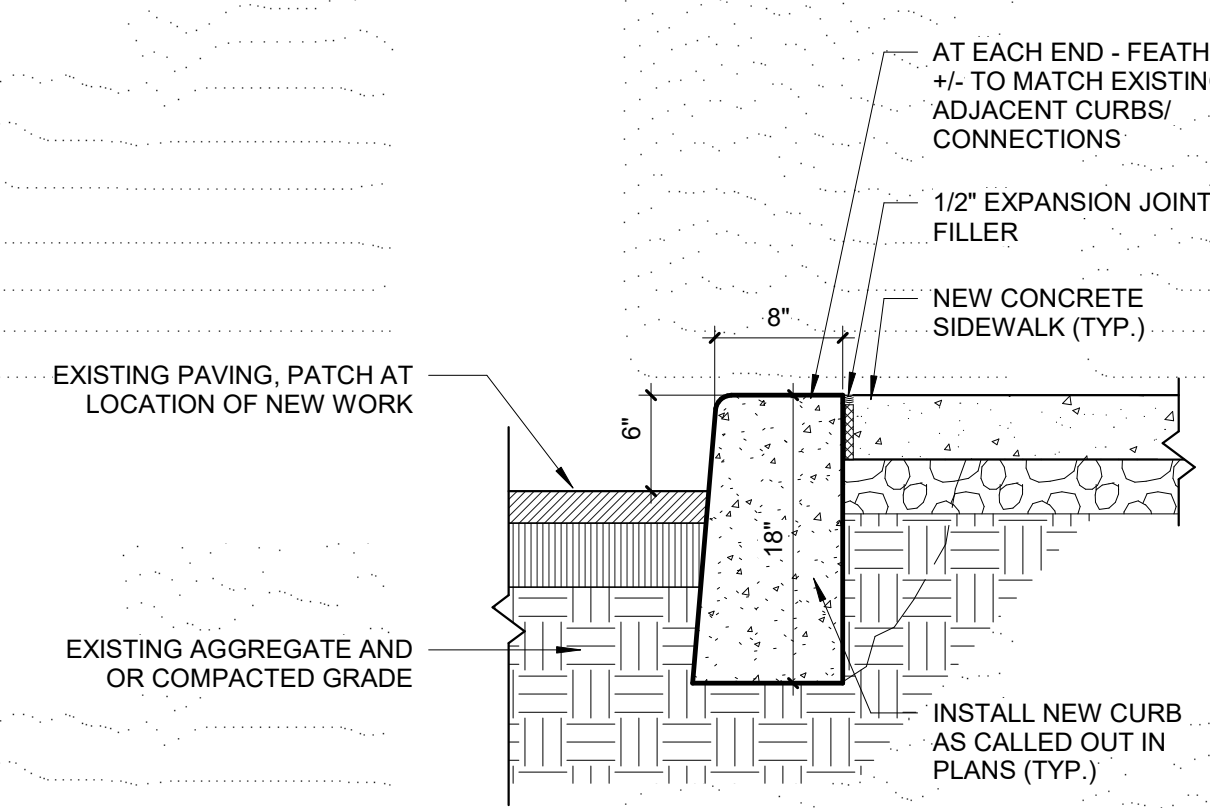 AT EACH END - FEATH
+/- TO MATCH EXISTING
ADJACENT CURBS/
CONNECTIONS
1/2" EXPANSION JOINT
FILLER
NEW CONCRETE
SIDEWALK (TYP.)
8"
EXISTING PAVING, PATCH AT
LOCATION OF NEW WORK
6"
18"
EXISTING AGGREGATE AND
OR COMPACTED GRADE
INSTALL NEW CURB
AS CALLED OUT IN
PLANS (TYP.)